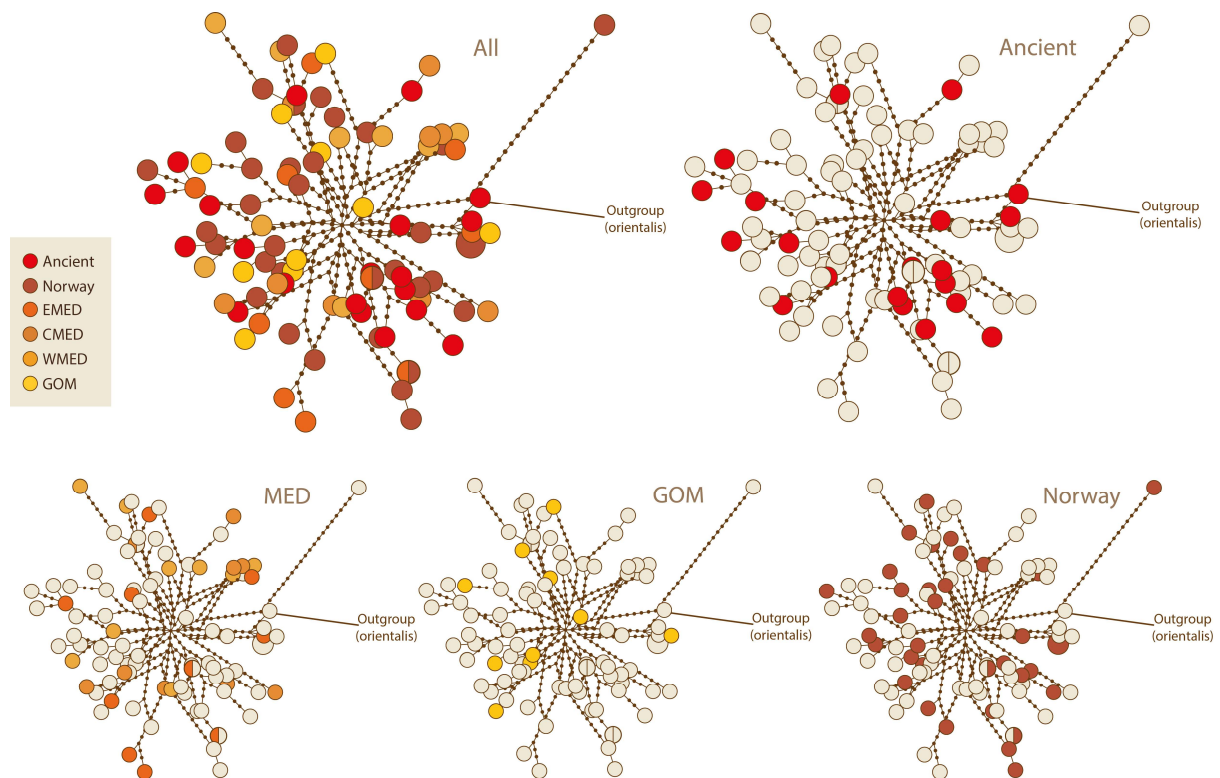 All
Ancient
Outgroup
(orientalis)
Outgroup
(orientalis)
Ancient
Norway
EMED
CMED
WMED
GOM
MED
GOM
Norway
Outgroup
(orientalis)
Outgroup
(orientalis)
Outgroup
(orientalis)